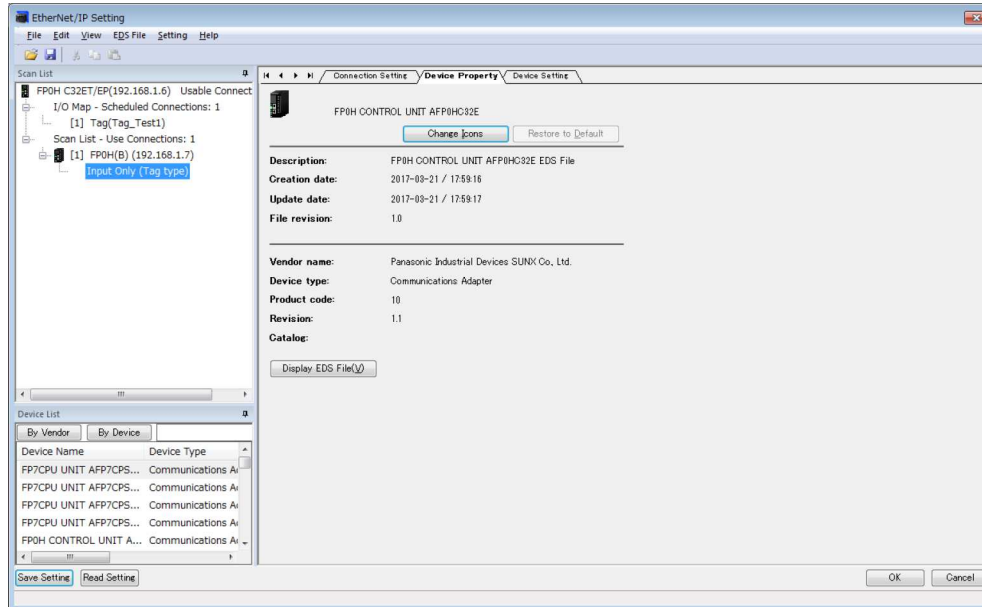 EtherNet/IP Setting
File Edit View EDS File Setting Help
Scan List
FP0H C32ET/EP(192.168.1.6) Usable Connect
I/O Map - Scheduled Connections: 1
[1] Tag(Tag_Test1)
Scan List - Use Connections: 1
[1] FP0H(B) (192.168.1.7)
Input Only (Tag type)
Connection Setting Device Property Device Setting
FP0H CONTROL UNIT AFP0HC32E
Change Icons Restore to Default
Description: FP0H CONTROL UNIT AFP0HC32E EDS File
Creation date: 2017-03-21 / 17:59:16
Update date: 2017-03-21 / 17:59:17
File revision: 1.0
Vendor name: Panasonic Industrial Devices SUNX Co., Ltd.
Device type: Communications Adapter
Product code: 10
Revision: 1.1
Catalog:
Display EDS File(V)
Device List
By Vendor By Device
Device Name Device Type
FP7CPU UNIT AFP7CPS... Communications A
FP7CPU UNIT AFP7CPS... Communications A
FP7CPU UNIT AFP7CPS... Communications A
FP7CPU UNIT AFP7CPS... Communications A
FP0H CONTROL UNIT A... Communications A
Save Setting Read Setting
OK Cancel